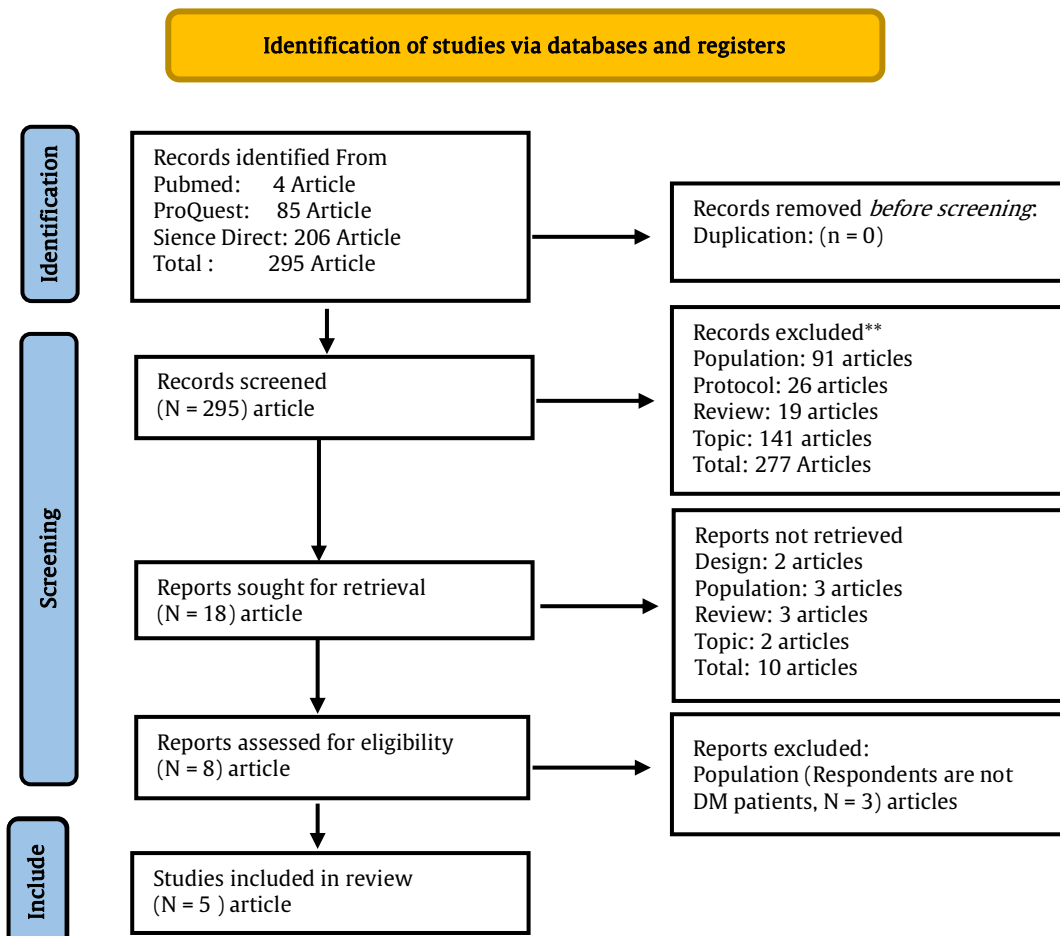 Identification of studies via databases and registers
Identification
Records identified From
Pubmed: 4 Article
ProQuest: 85 Article
Sience Direct: 206 Article
Total : 295 Article
Records removed before screening:
Duplication: (n = 0)
Screening
Records screened
(N = 295) article
Records excluded**
Population: 91 articles
Protocol: 26 articles
Review: 19 articles
Topic: 141 articles
Total: 277 Articles
Reports sought for retrieval
(N = 18) article
Reports not retrieved
Design: 2 articles
Population: 3 articles
Review: 3 articles
Topic: 2 articles
Total: 10 articles
Reports assessed for eligibility
(N = 8) article
Reports excluded:
Population (Respondents are not
DM patients, N = 3) articles
Include
Studies included in review
(N = 5 ) article